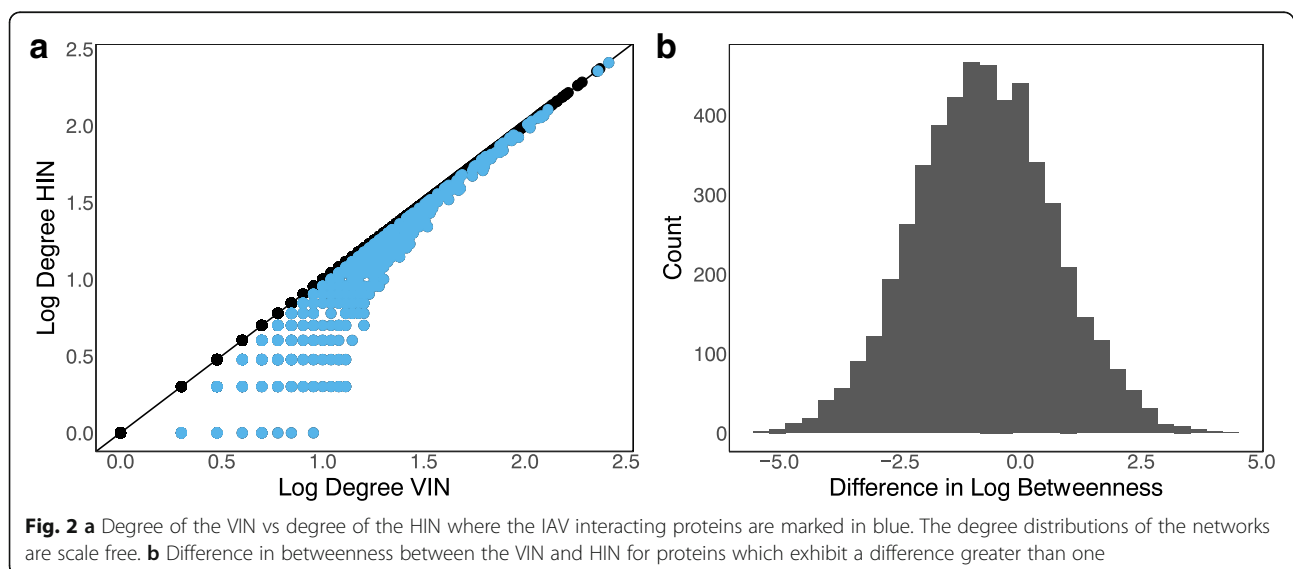 a
b
2.5
2.0
1.5
1.0
0.5
0.0
Log Degree HIN
0.0 0.5 1.0 1.5 2.0 2.5
Log Degree VIN
400
300
200
100
0
Count
−5.0 −2.5 0.0 2.5 5.0
Difference in Log Betweenness
Fig. 2 a Degree of the VIN vs degree of the HIN where the IAV interacting proteins are marked in blue. The degree distributions of the networks
are scale free. b Difference in betweenness between the VIN and HIN for proteins which exhibit a difference greater than one